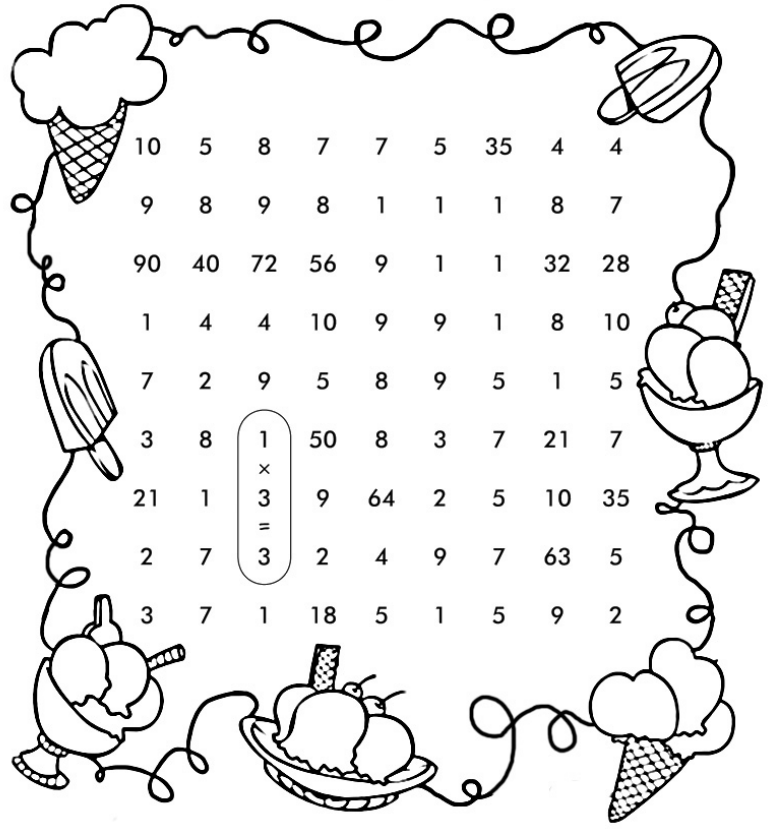 10 5 8 7 7 5 35 4 4
9 8 9 8 1 1 1 8 7
90 40 72 56 9 1 1 32 28
1 4 4 10 9 9 1 8 10
7 2 9 5 8 9 5 1 5
3 8 1 50 8 3 7 21 7
×
21 1 3 9 64 2 5 10 35
=
2 7 3 2 4 9 7 63 5
3 7 1 18 5 1 5 9 2